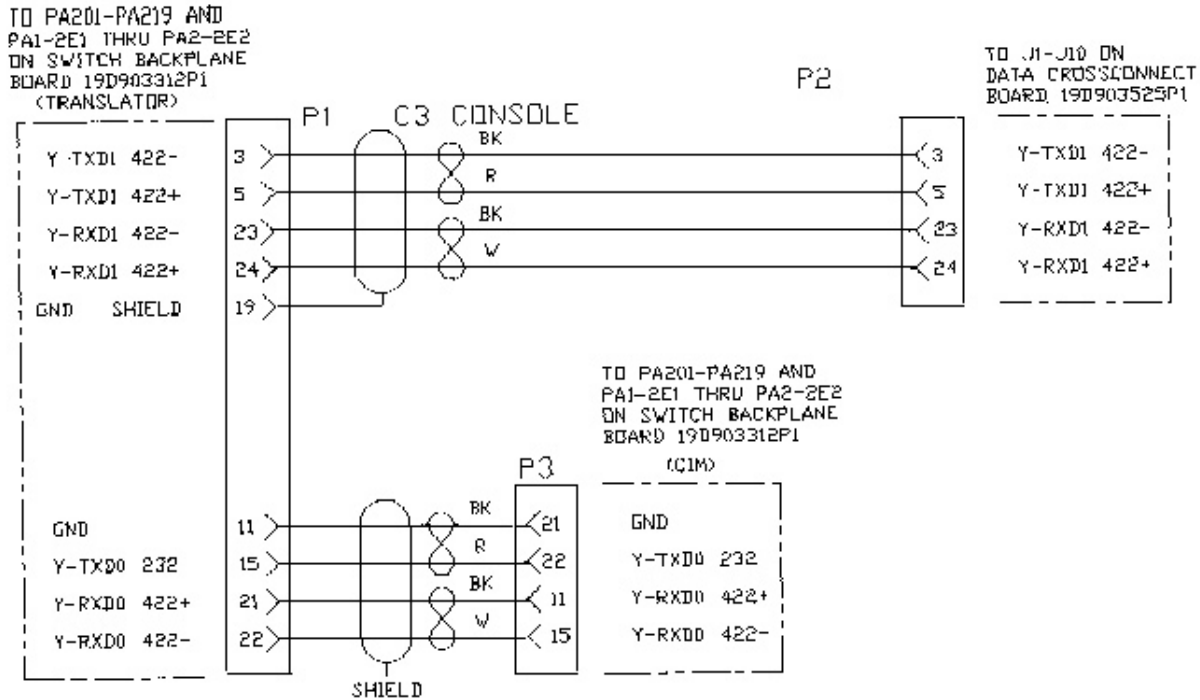 TO PA201-PA219 AND
PA1-2E1 THRU PA2-2E2
ON SWITCH BACKPLANE
BOARD 19D903312P1
(TRANSLATOR)
P1
C3 CONSOLE
P2
TO J1-J10 ON
DATA CROSSCONNECT
BOARD 19D903525P1
Y-TXD1 422- 3 BK 3 Y-TXD1 422-
Y-TXD1 422+ 5 R 5 Y-TXD1 422+
Y-RXD1 422- 23 BK 23 Y-RXD1 422-
Y-RXD1 422+ 24 W 24 Y-RXD1 422+
GND SHIELD 19
TO PA201-PA219 AND
PA1-2E1 THRU PA2-2E2
ON SWITCH BACKPLANE
BOARD 19D903312P1
(CIM)
P3
GND 11 BK 21 GND
Y-TXD0 232 15 R 22 Y-TXD0 232
Y-RXD0 422+ 21 BK 11 Y-RXD0 422+
Y-RXD0 422- 22 W 15 Y-RXD0 422-
SHIELD